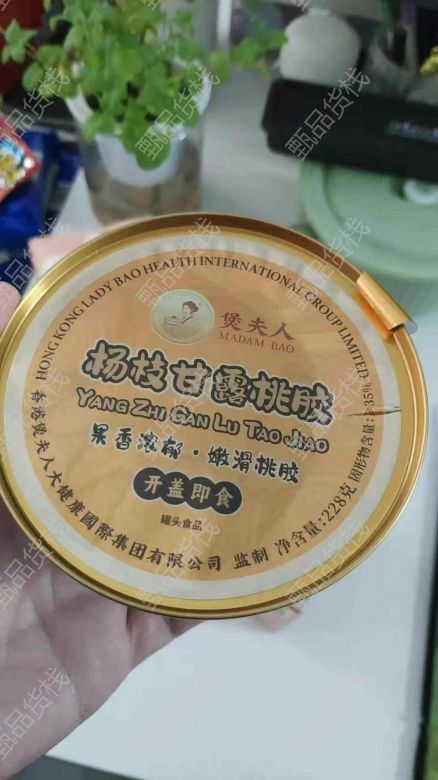 HONG KONG LADY BAO HEALTH INTERNATIONAL GROUP LIMITED
煲夫人
MADAM BAO
杨枝甘露桃胶
YANG ZHI GAN LU TAO JIAO
果香浓郁·嫩滑桃胶
开盖即食
罐头食品
香港煲夫人大健康國際集团有限公司 监制
净含量:228克 固形物含量:≥35%
甄品货栈